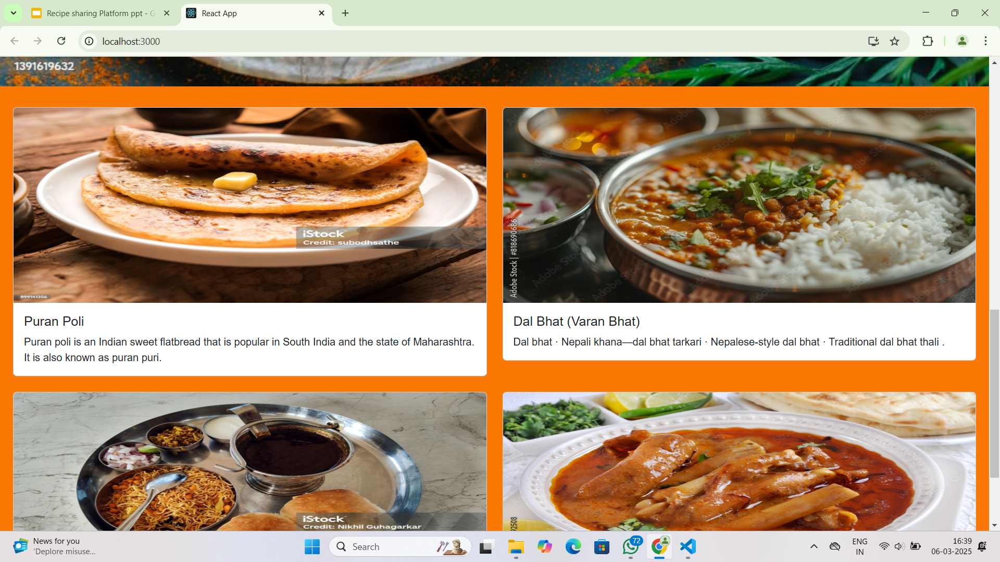 Recipe sharing Platform ppt - G
React App
localhost:3000
1391619632
iStock
Credit: subodhsathe
899141356
Adobe Stock | #818690686
Puran Poli
Puran poli is an Indian sweet flatbread that is popular in South India and the state of Maharashtra.
It is also known as puran puri.
Dal Bhat (Varan Bhat)
Dal bhat · Nepali khana—dal bhat tarkari · Nepalese-style dal bhat · Traditional dal bhat thali .
iStock
Credit: Nikhil Guhagarkar
92508
News for you
'Deplore misuse...
Search
72
ENG
IN
16:39
06-03-2025